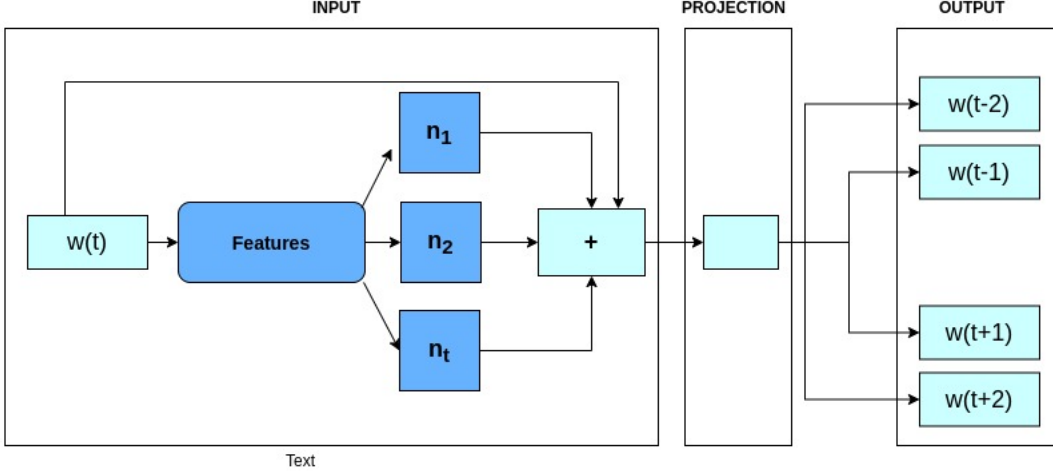 INPUT
PROJECTION
OUTPUT
w(t)
Features
n1
n2
nt
+
w(t-2)
w(t-1)
w(t+1)
w(t+2)
Text